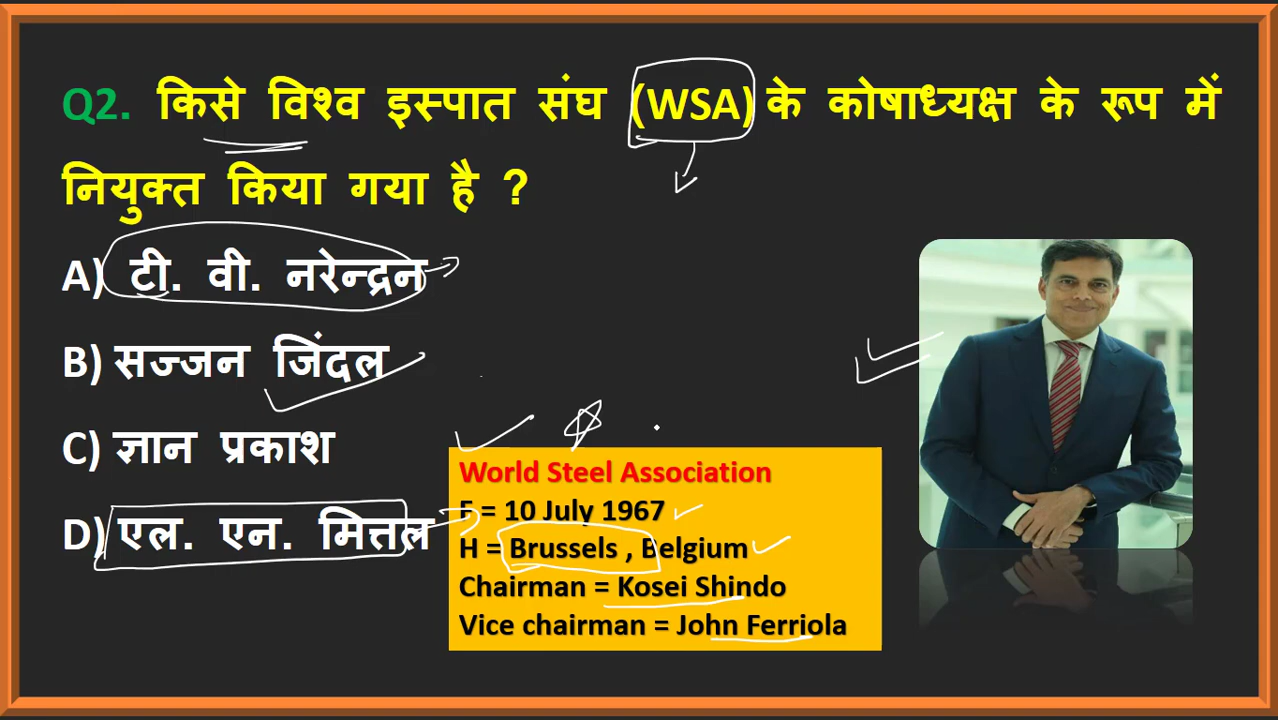 Q2. किसे विश्व इस्पात संघ (WSA) के कोषाध्यक्ष के रूप में
नियुक्त किया गया है ?
A) टी. वी. नरेन्द्रन
B) सज्जन जिंदल
C) ज्ञान प्रकाश
D) एल. एन. मित्तल
World Steel Association
F = 10 July 1967
H = Brussels , Belgium
Chairman = Kosei Shindo
Vice chairman = John Ferriola